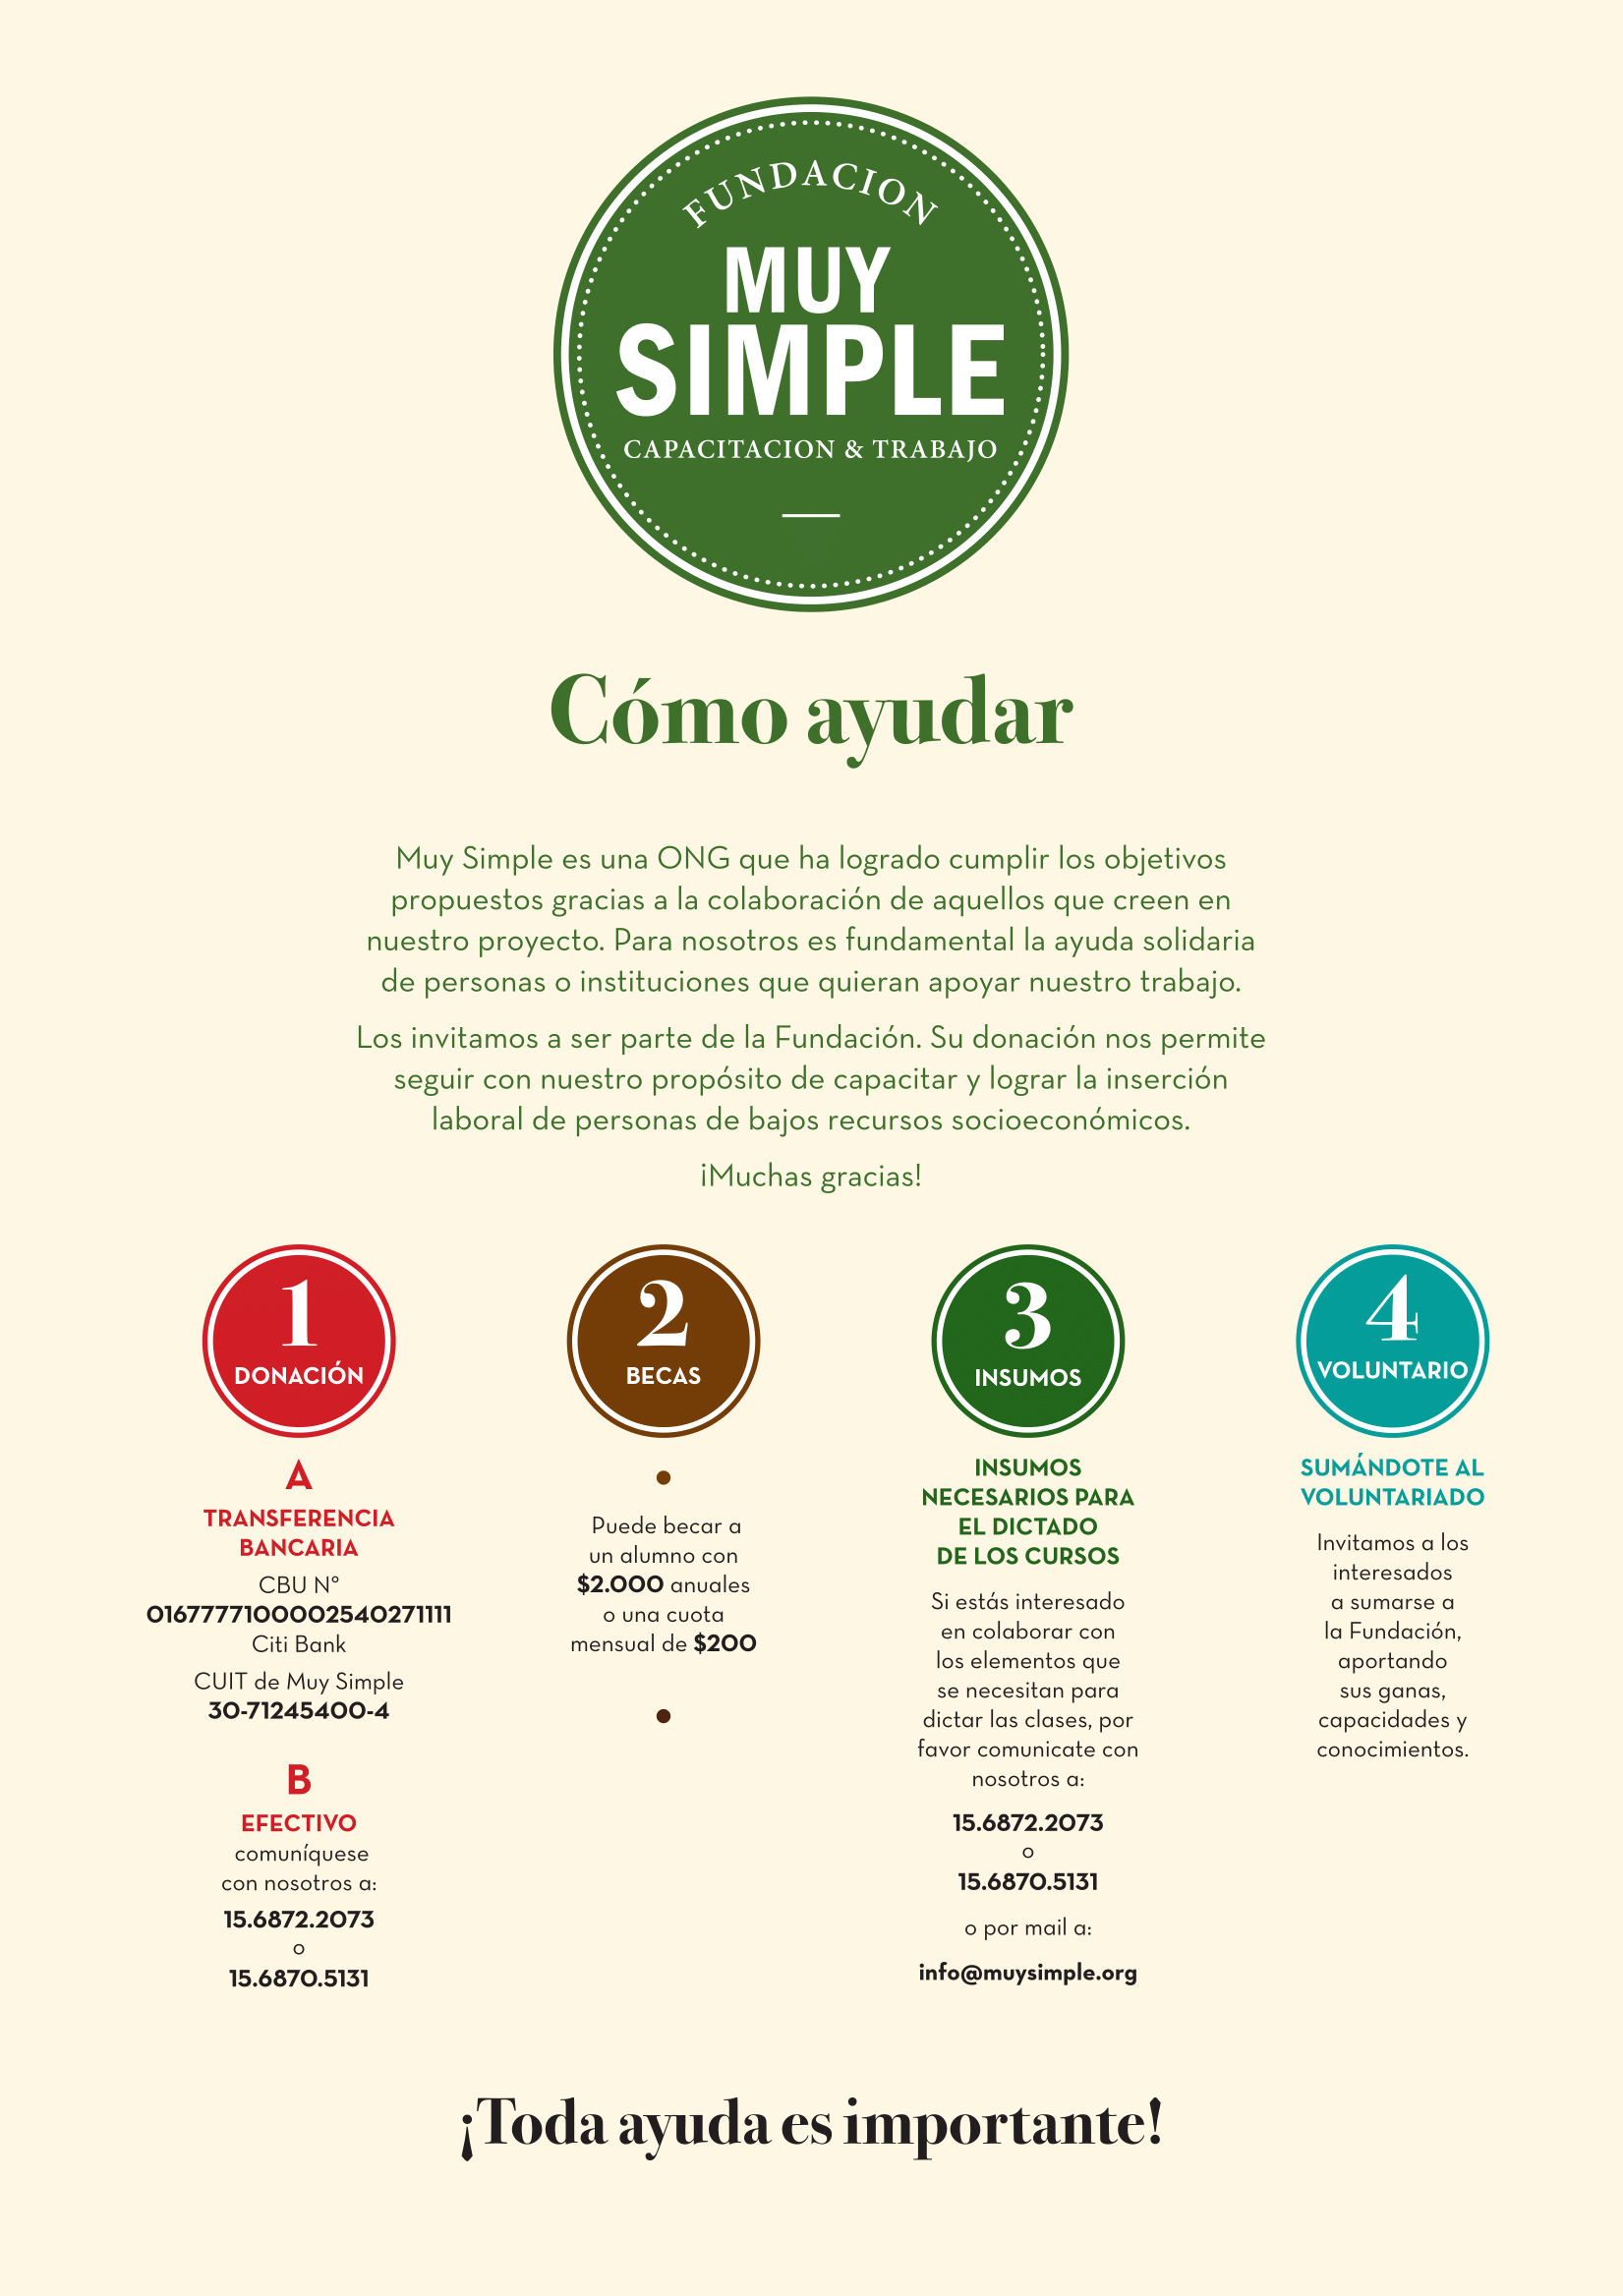 FUNDACION
MUY
SIMPLE
CAPACITACION & TRABAJO
Cómo ayudar
Muy Simple es una ONG que ha logrado cumplir los objetivos
propuestos gracias a la colaboración de aquellos que creen en
nuestro proyecto. Para nosotros es fundamental la ayuda solidaria
de personas o instituciones que quieran apoyar nuestro trabajo.
Los invitamos a ser parte de la Fundación. Su donación nos permite
seguir con nuestro propósito de capacitar y lograr la inserción
laboral de personas de bajos recursos socioeconómicos.
¡Muchas gracias!
1
DONACIÓN
A
TRANSFERENCIA
BANCARIA
CBU Nº
0167777100002540271111
Citi Bank
CUIT de Muy Simple
30-71245400-4
B
EFECTIVO
comuníquese
con nosotros a:
15.6872.2073
o
15.6870.5131
2
BECAS
Puede becar a
un alumno con
$2.000 anuales
o una cuota
mensual de $200
3
INSUMOS
INSUMOS
NECESARIOS PARA
EL DICTADO
DE LOS CURSOS
Si estás interesado
en colaborar con
los elementos que
se necesitan para
dictar las clases, por
favor comunicate con
nosotros a:
15.6872.2073
o
15.6870.5131
o por mail a:
info@muysimple.org
4
VOLUNTARIO
SUMÁNDOTE AL
VOLUNTARIADO
Invitamos a los
interesados
a sumarse a
la Fundación,
aportando
sus ganas,
capacidades y
conocimientos.
¡Toda ayuda es importante!